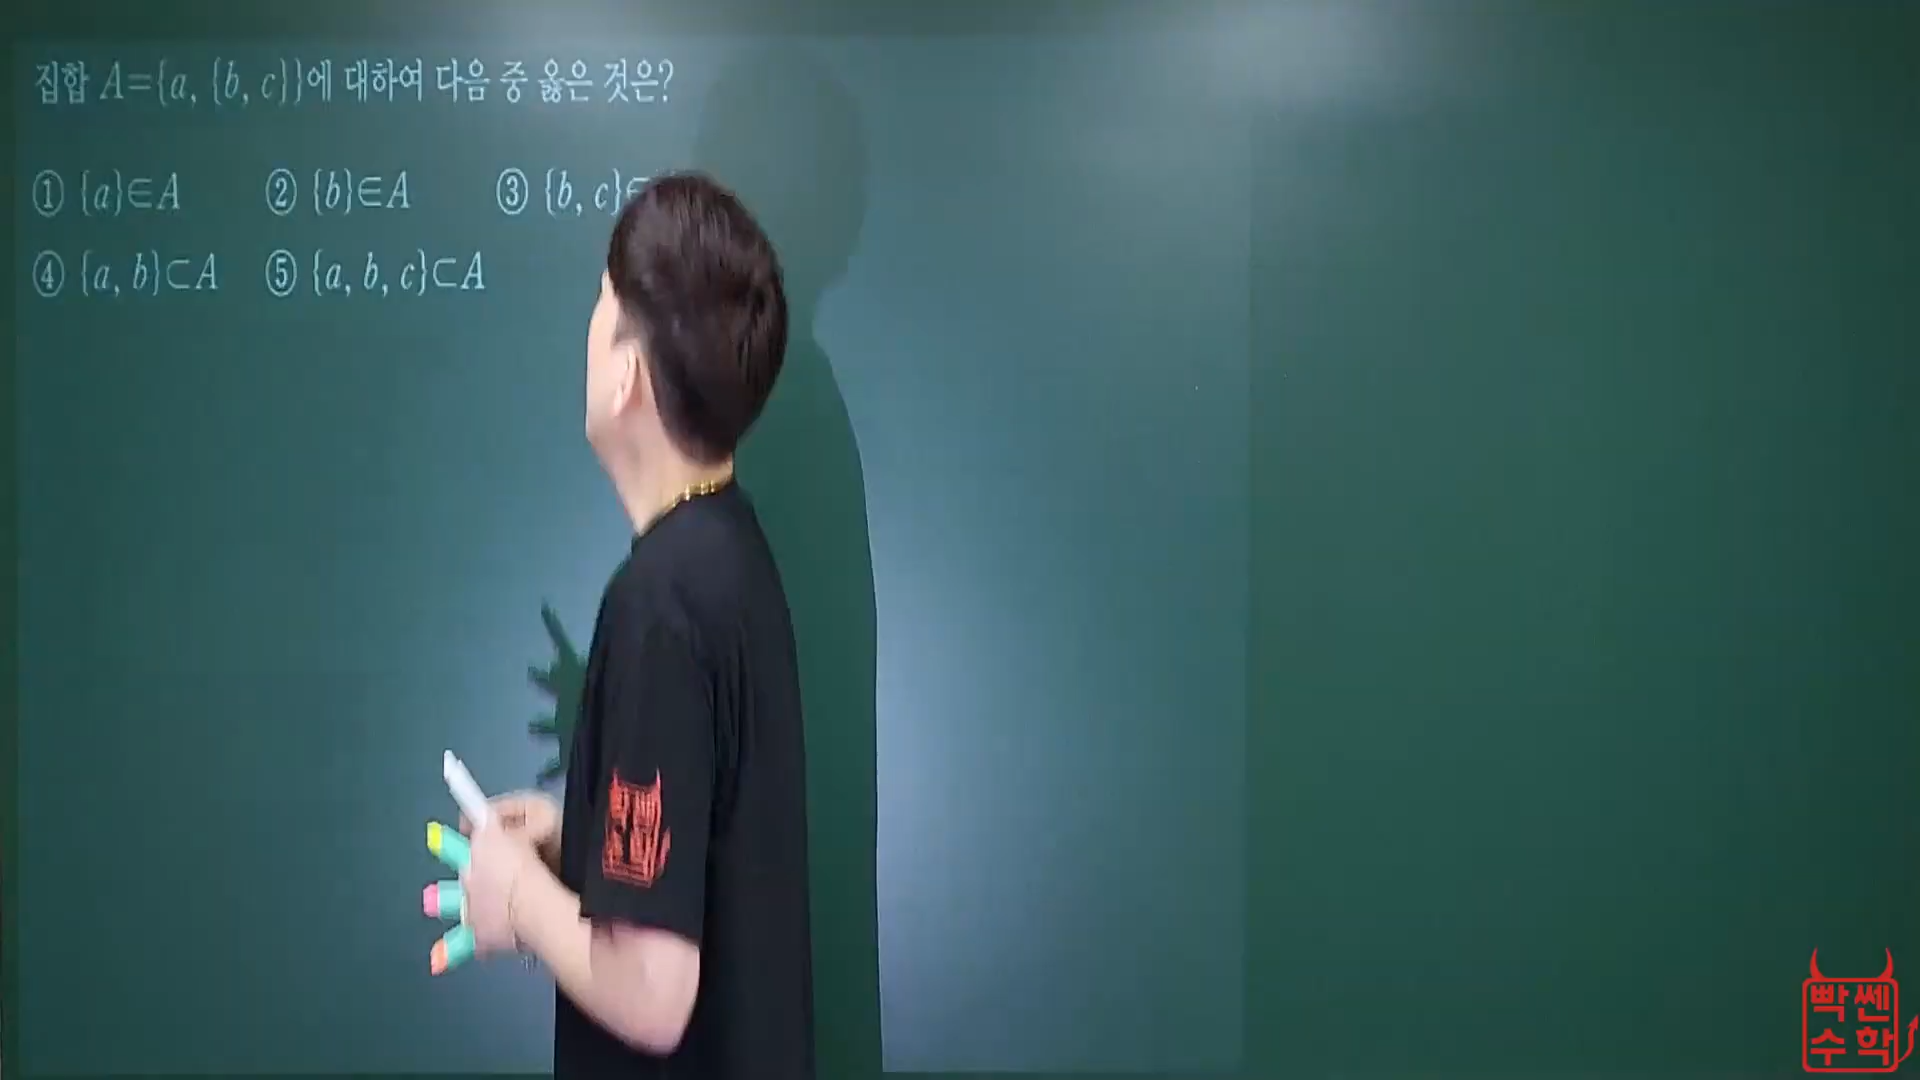 집합 A={a, {b, c}}에 대하여 다음 중 옳은 것은?
① {a}∈A ② {b}∈A ③ {b, c}∈
④ {a, b}⊂A ⑤ {a, b, c}⊂A
빡쎈
수학